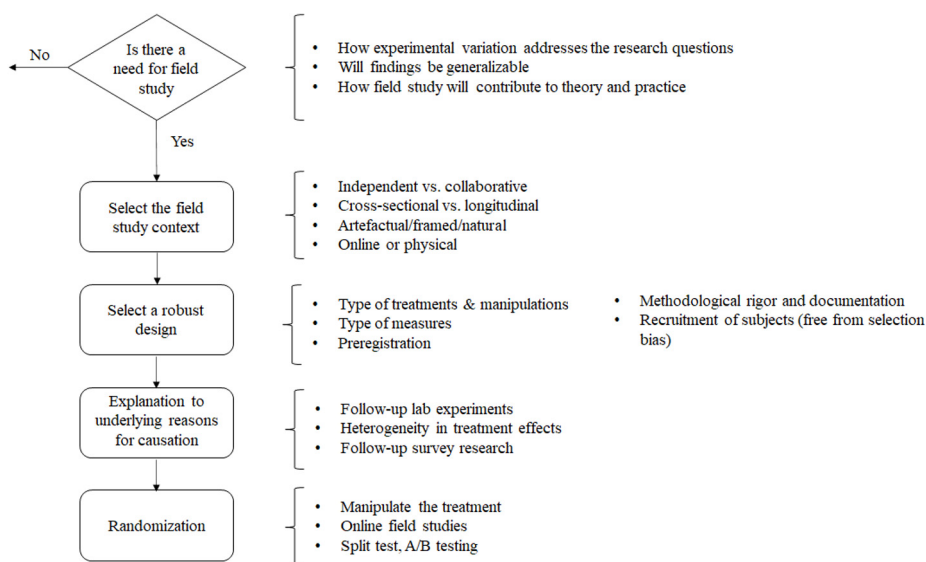 Is there a
need for field
study
No
Yes
• How experimental variation addresses the research questions
• Will findings be generalizable
• How field study will contribute to theory and practice
Select the field
study context
• Independent vs. collaborative
• Cross-sectional vs. longitudinal
• Artefactual/framed/natural
• Online or physical
Select a robust
design
• Type of treatments & manipulations
• Type of measures
• Preregistration
• Methodological rigor and documentation
• Recruitment of subjects (free from selection
bias)
Explanation to
underlying reasons
for causation
• Follow-up lab experiments
• Heterogeneity in treatment effects
• Follow-up survey research
Randomization
• Manipulate the treatment
• Online field studies
• Split test, A/B testing